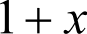 1 + x